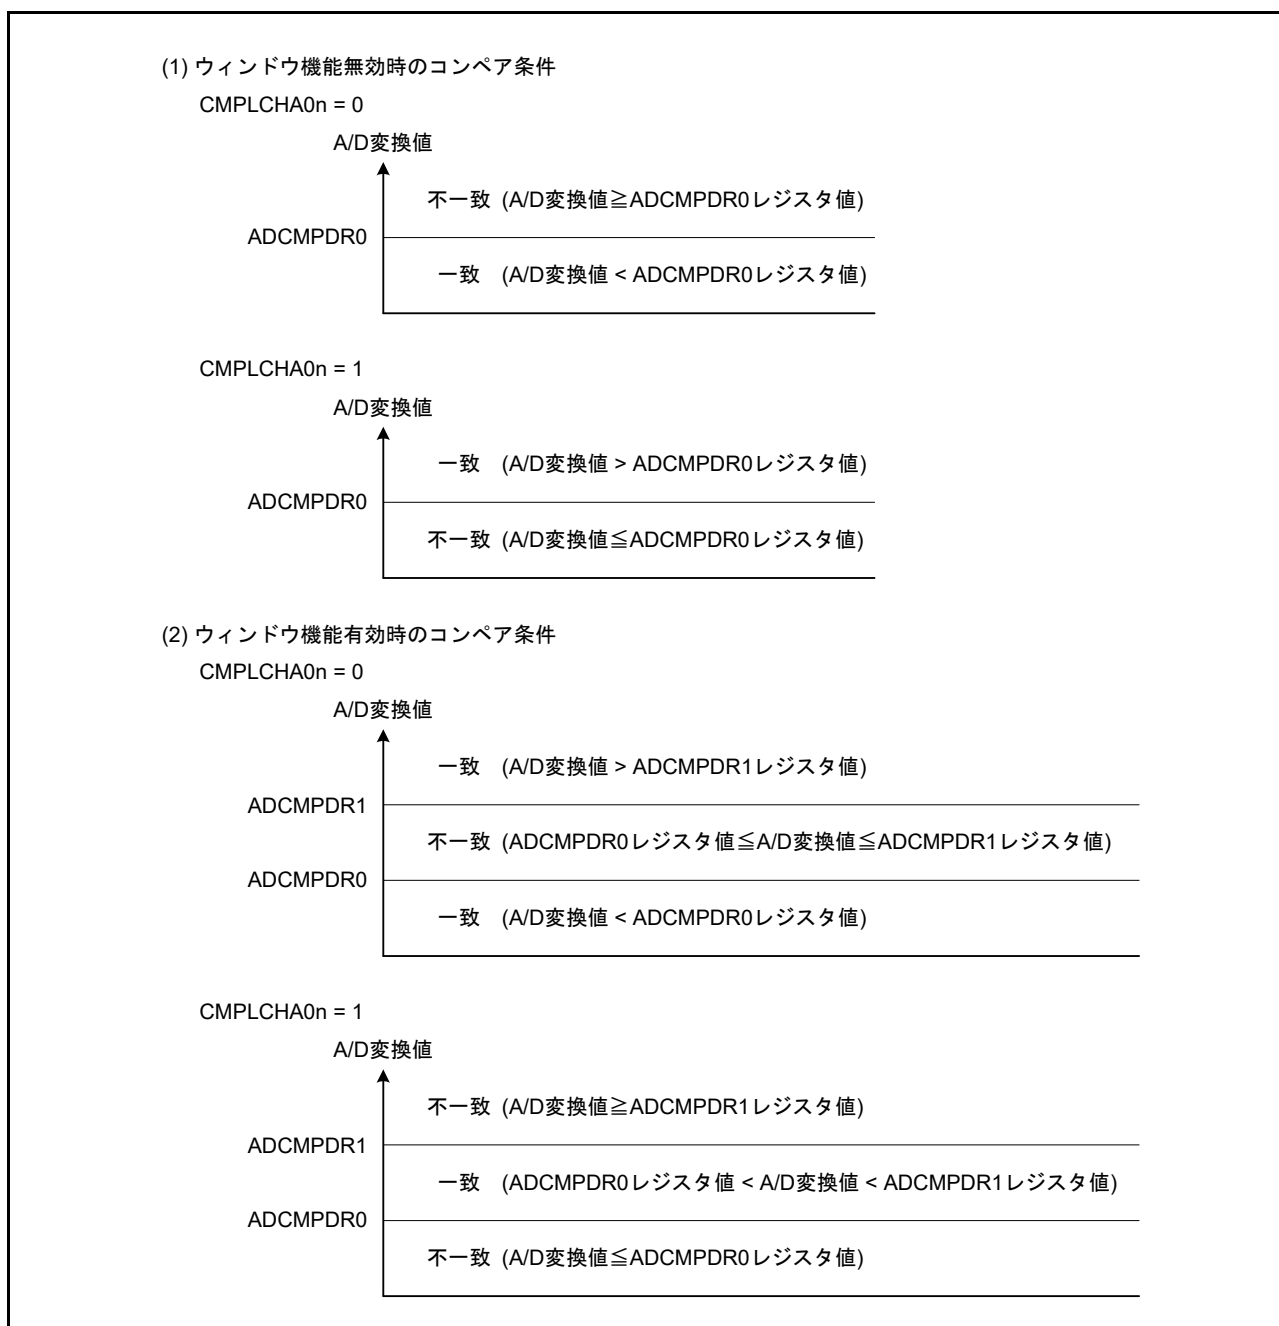 (1) ウィンドウ機能無効時のコンペア条件
CMPLCHA0n = 0
A/D変換値
不一致 (A/D変換値≧ADCMPDR0レジスタ値)
ADCMPDR0
一致 (A/D変換値 < ADCMPDR0レジスタ値)
CMPLCHA0n = 1
A/D変換値
一致 (A/D変換値 > ADCMPDR0レジスタ値)
ADCMPDR0
不一致 (A/D変換値≦ADCMPDR0レジスタ値)
(2) ウィンドウ機能有効時のコンペア条件
CMPLCHA0n = 0
A/D変換値
一致 (A/D変換値 > ADCMPDR1レジスタ値)
ADCMPDR1
不一致 (ADCMPDR0レジスタ値≦A/D変換値≦ADCMPDR1レジスタ値)
ADCMPDR0
一致 (A/D変換値 < ADCMPDR0レジスタ値)
CMPLCHA0n = 1
A/D変換値
不一致 (A/D変換値≧ADCMPDR1レジスタ値)
ADCMPDR1
一致 (ADCMPDR0レジスタ値 < A/D変換値 < ADCMPDR1レジスタ値)
ADCMPDR0
不一致 (A/D変換値≦ADCMPDR0レジスタ値)